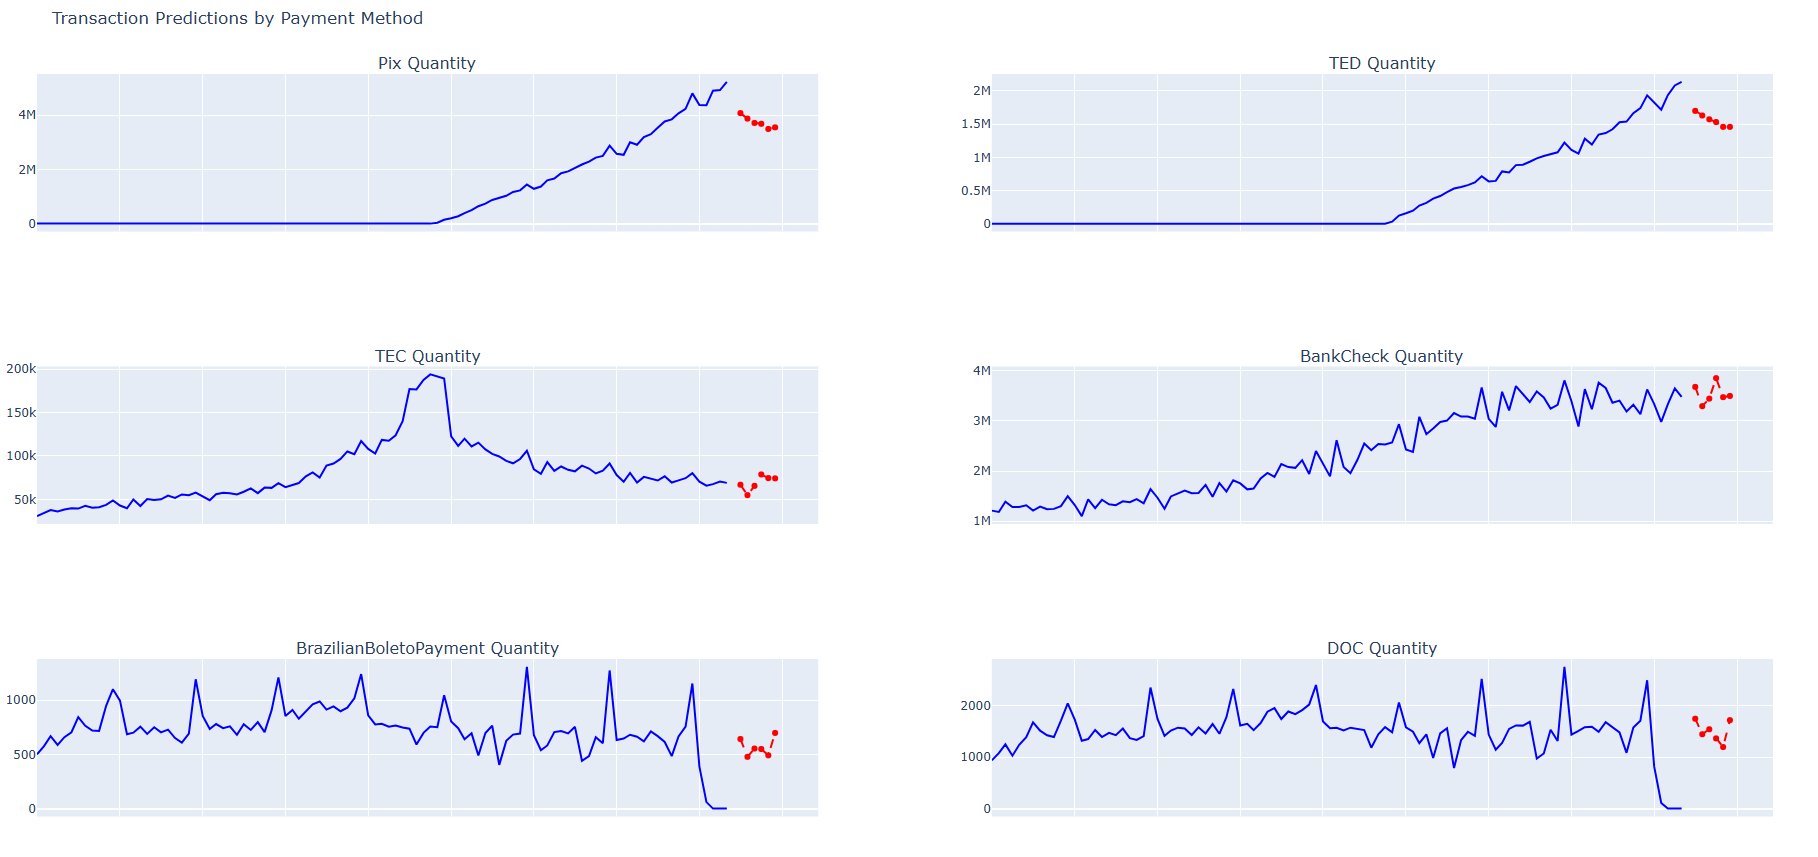 Transaction Predictions by Payment Method
Pix Quantity
4M
2M
0
TED Quantity
2M
1.5M
1M
0.5M
0
TEC Quantity
200k
150k
100k
50k
BankCheck Quantity
4M
3M
2M
1M
BrazilianBoletoPayment Quantity
1000
500
0
DOC Quantity
2000
1000
0